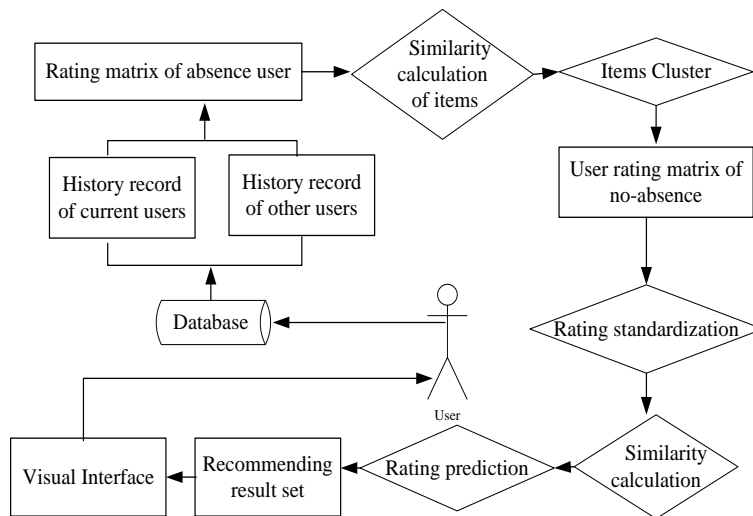 Rating matrix of absence user
Similarity
calculation
of items
Items Cluster
History record
of current users
History record
of other users
User rating matrix of
no-absence
Database
Rating standardization
User
Visual Interface
Recommending
result set
Rating prediction
Similarity
calculation